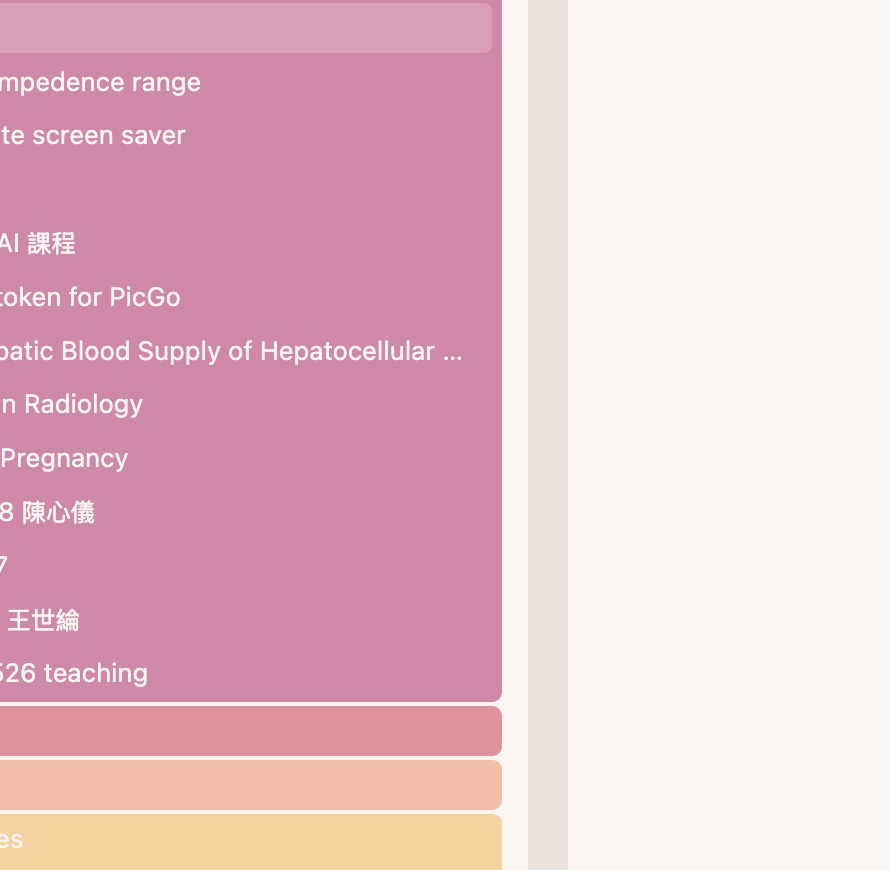 mpedence range
te screen saver
AI 課程
token for PicGo
patic Blood Supply of Hepatocellular ...
n Radiology
Pregnancy
8 陳心儀
7
王世綸
526 teaching
es